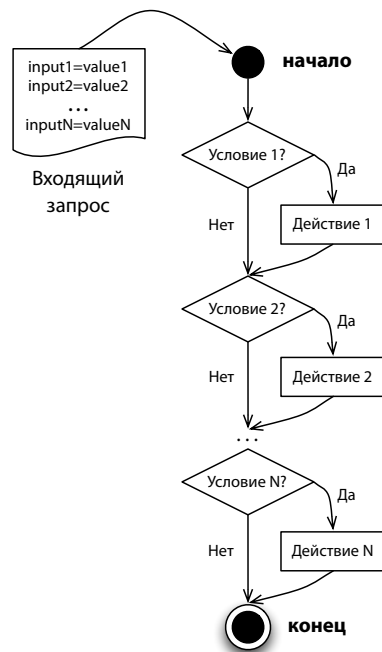 input1=value1
input2=value2
...
inputN=valueN
Входящий
запрос
начало
Условие 1?
Да
Нет
Действие 1
Условие 2?
Да
Нет
Действие 2
...
Условие N?
Да
Нет
Действие N
конец